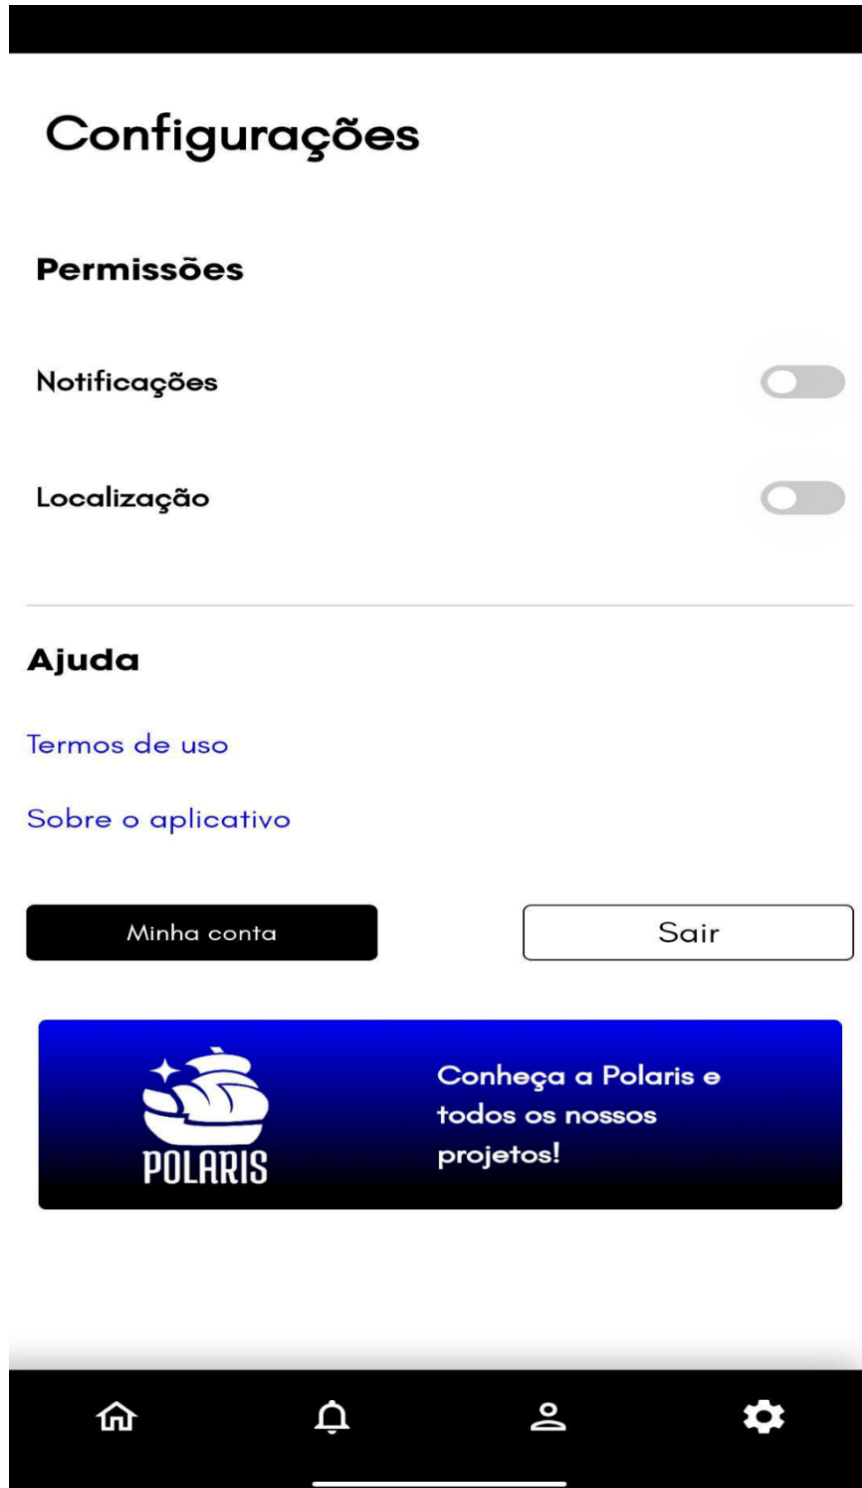 Configurações
Permissões
Notificações
Localização
Ajuda
Termos de uso
Sobre o aplicativo
Minha conta
Sair
POLARIS
Conheça a Polaris e
todos os nossos
projetos!